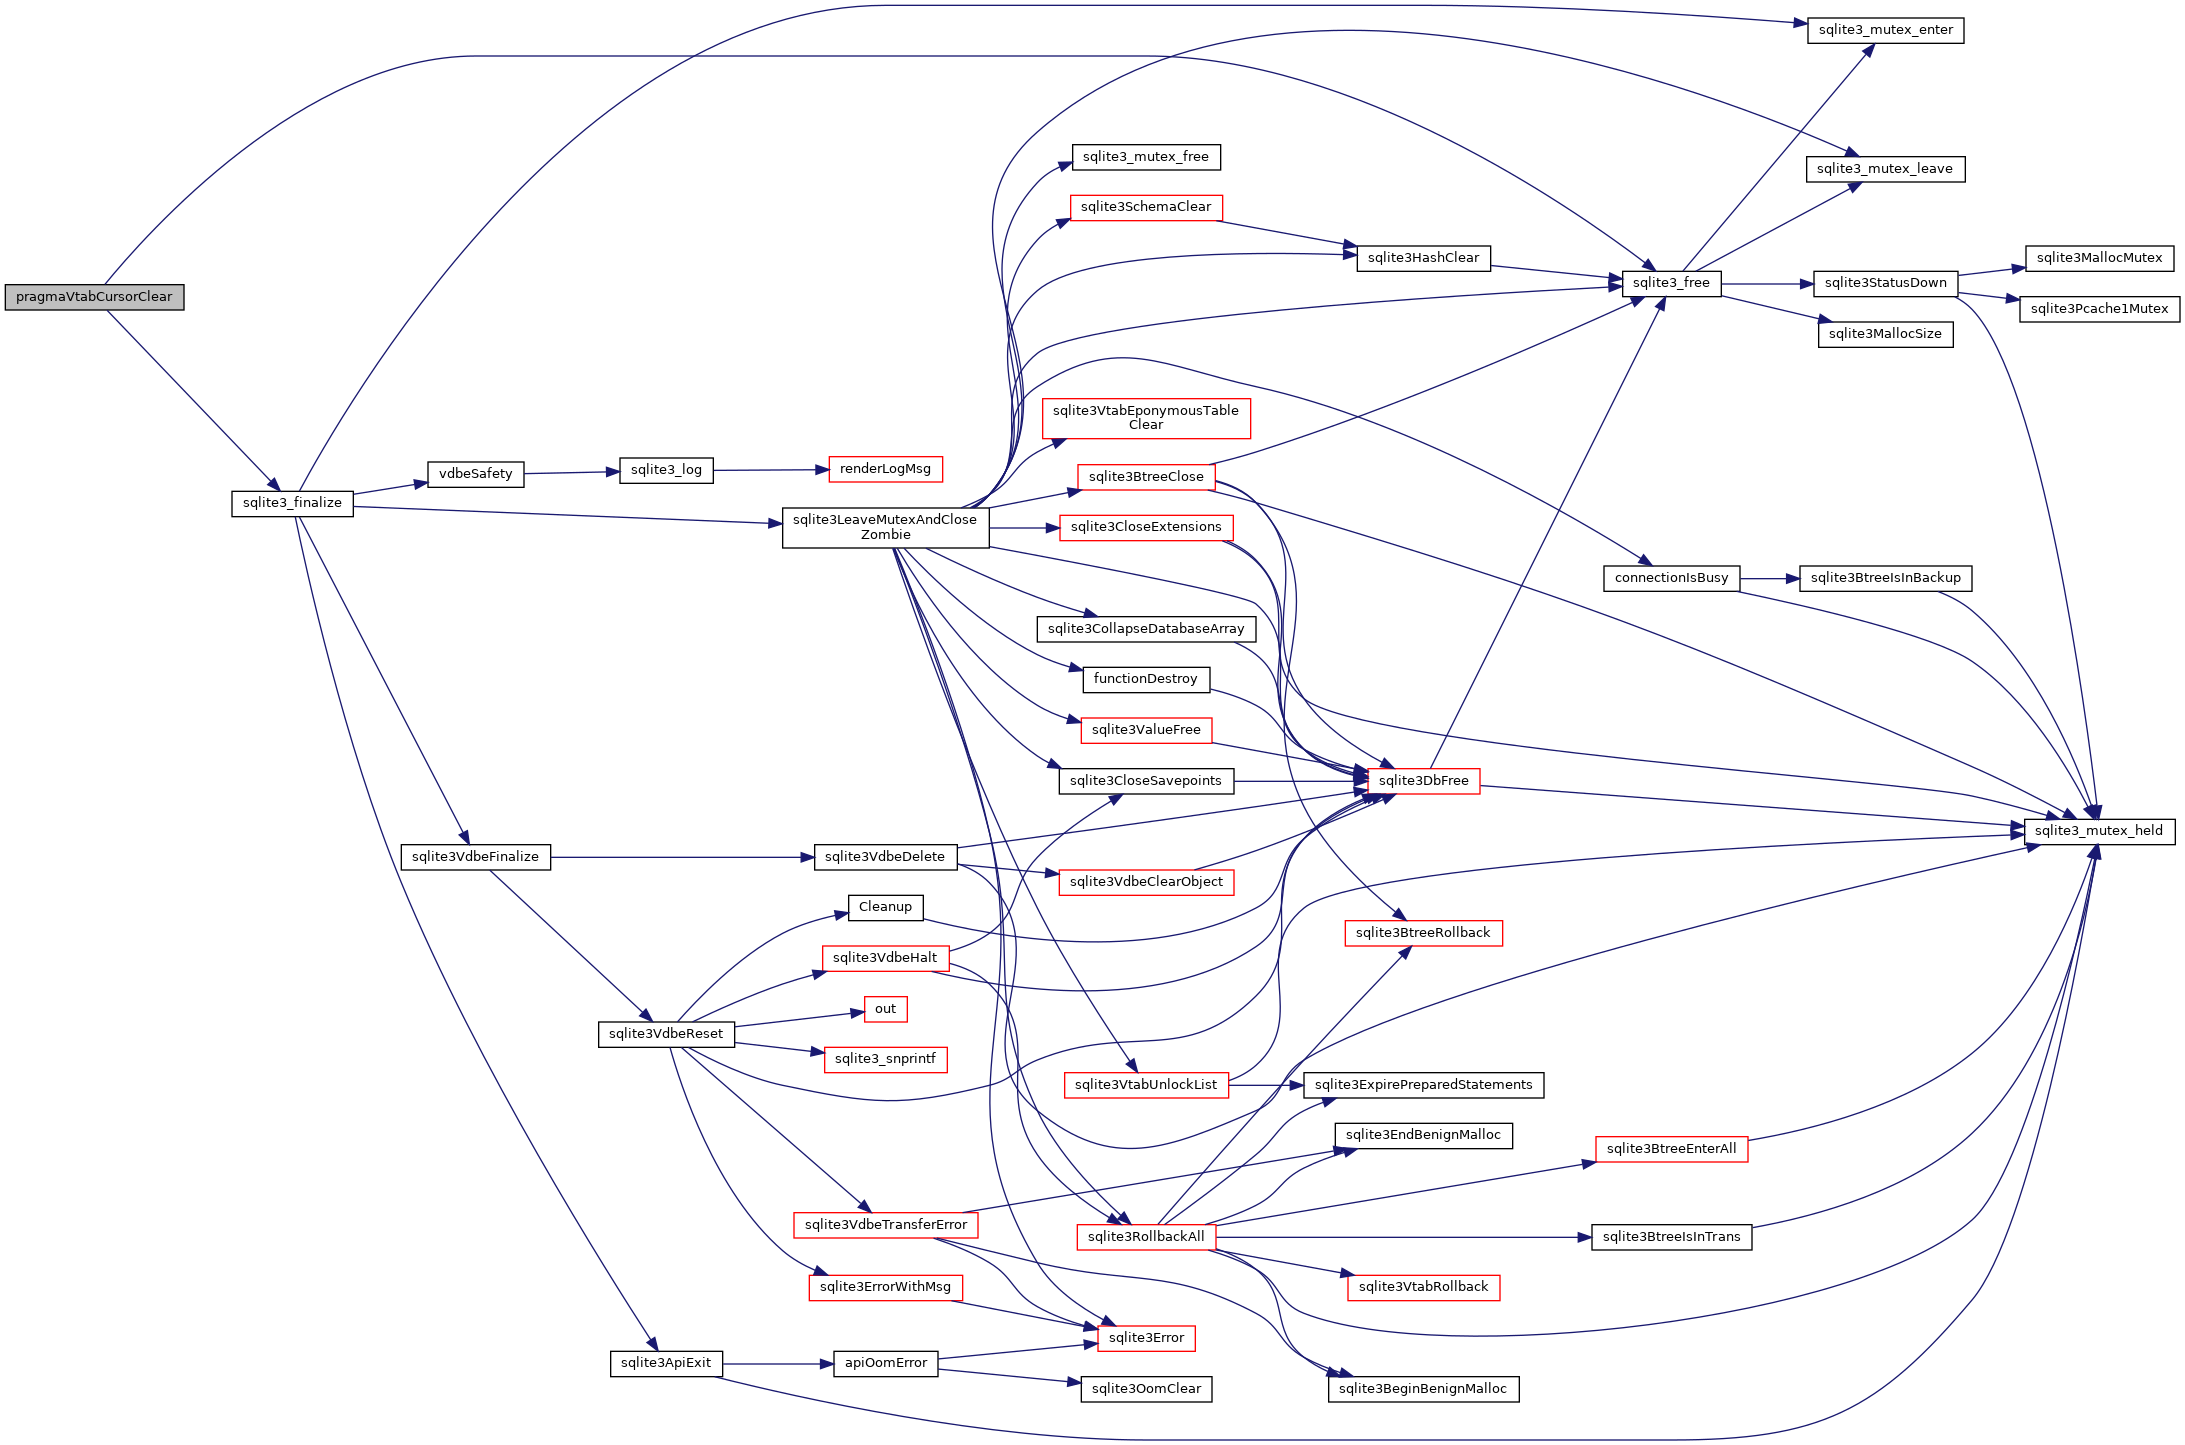 pragmaVtabCursorClear
sqlite3_finalize
vdbeSafety
sqlite3_log
renderLogMsg
sqlite3LeaveMutexAndClose
Zombie
sqlite3VdbeFinalize
sqlite3VdbeDelete
Cleanup
sqlite3VdbeHalt
out
sqlite3_snprintf
sqlite3VdbeReset
sqlite3VdbeTransferError
sqlite3ErrorWithMsg
sqlite3ApiExit
apiOomError
sqlite3_mutex_free
sqlite3SchemaClear
sqlite3HashClear
sqlite3VtabEponymousTable
Clear
sqlite3BtreeClose
sqlite3CloseExtensions
sqlite3CollapseDatabaseArray
functionDestroy
sqlite3ValueFree
sqlite3CloseSavepoints
sqlite3DbFree
sqlite3VdbeClearObject
sqlite3BtreeRollback
sqlite3VtabUnlockList
sqlite3ExpirePreparedStatements
sqlite3EndBenignMalloc
sqlite3RollbackAll
sqlite3VtabRollback
sqlite3Error
sqlite3OomClear
sqlite3BeginBenignMalloc
sqlite3_free
connectionIsBusy
sqlite3BtreeEnterAll
sqlite3BtreeIsInTrans
sqlite3_mutex_enter
sqlite3_mutex_leave
sqlite3StatusDown
sqlite3MallocSize
sqlite3BtreeIsInBackup
sqlite3MallocMutex
sqlite3Pcache1Mutex
sqlite3_mutex_held